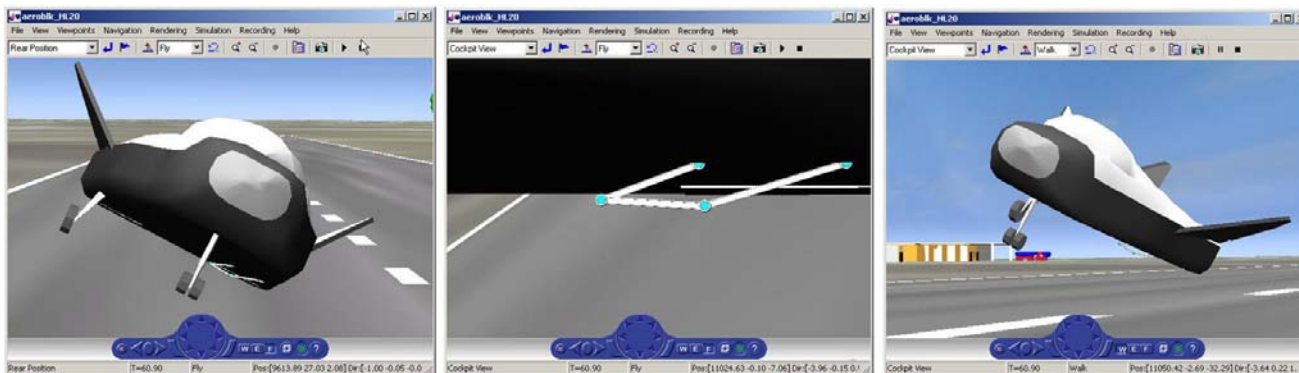 aeroblk_HL20
File View Viewpoints Navigation Rendering Simulation Recording Help
Rear Position Fly
W E F ?
Rear Position T=60.90 Fly Pos:[9613.89 27.03 2.08] Dir:[-1.00 -0.05 -0.0
aeroblk_HL20
File View Viewpoints Navigation Rendering Simulation Recording Help
Cockpit View Fly
W E F ?
Cockpit View T=60.90 Fly Pos:[11024.63 -0.10 -7.06] Dir:[-3.96 -0.15 0.
aeroblk_HL20
File View Viewpoints Navigation Rendering Simulation Recording Help
Cockpit View Walk
W E F ?
Cockpit View T=60.90 Walk Pos:[11050.42 -2.69 -32.29] Dir:[-3.64 0.22 1.